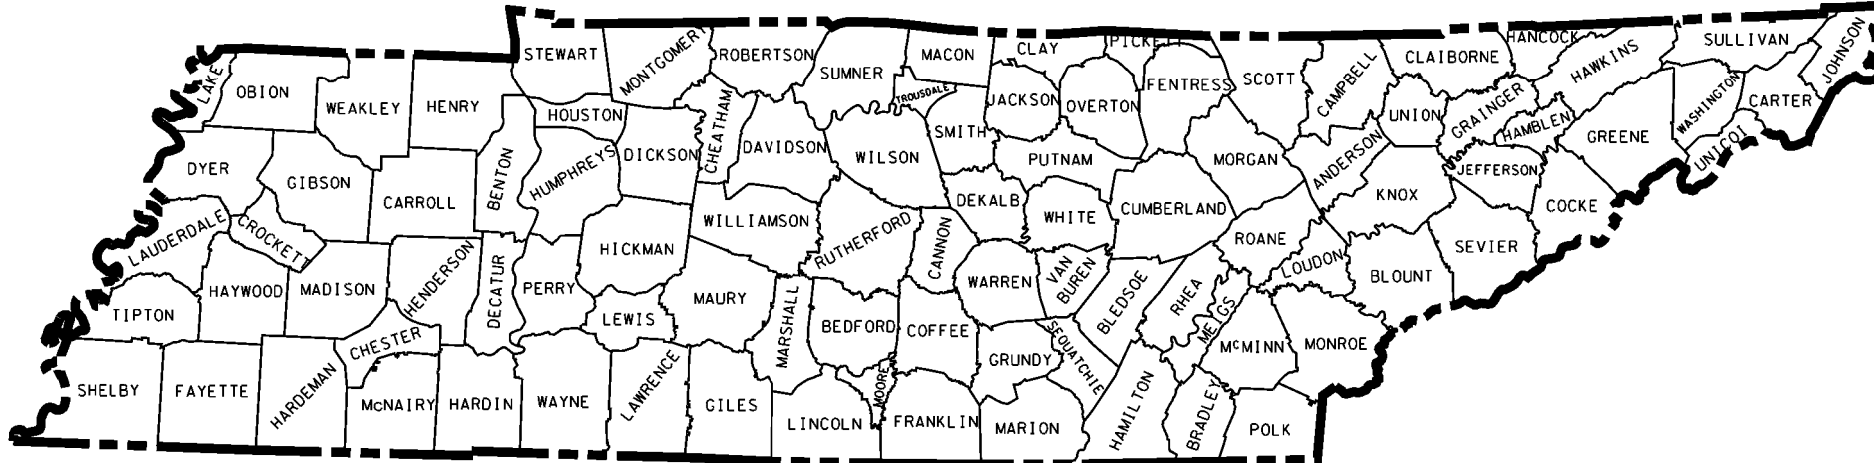 STEWART
MONTGOMERY
ROBERTSON
SUMNER
MACON
CLAY
PICKETT
FENTRESS
SCOTT
CAMPBELL
CLAIBORNE
HANCOCK
HAWKINS
SULLIVAN
JOHNSON
LAKE
OBION
WEAKLEY
HENRY
HOUSTON
CHEATHAM
TROUSDALE
JACKSON
OVERTON
UNION
GRAINGER
HAMBLEN
WASHINGTON
CARTER
DYER
GIBSON
CARROLL
BENTON
HUMPHREYS
DICKSON
DAVIDSON
WILSON
SMITH
PUTNAM
MORGAN
ANDERSON
KNOX
JEFFERSON
GREENE
UNICOI
LAUDERDALE
CROCKETT
HICKMAN
WILLIAMSON
RUTHERFORD
CANNON
DEKALB
WHITE
CUMBERLAND
ROANE
LOUDON
BLOUNT
SEVIER
COCKE
TIPTON
HAYWOOD
MADISON
HENDERSON
DECATUR
PERRY
LEWIS
MAURY
MARSHALL
BEDFORD
COFFEE
WARREN
VAN
BUREN
BLEDSOE
RHEA
MEIGS
McMINN
MONROE
SHELBY
FAYETTE
HARDEMAN
CHESTER
McNAIRY
HARDIN
WAYNE
LAWRENCE
GILES
LINCOLN
MOORE
FRANKLIN
GRUNDY
SEQUATCHIE
MARION
HAMILTON
BRADLEY
POLK